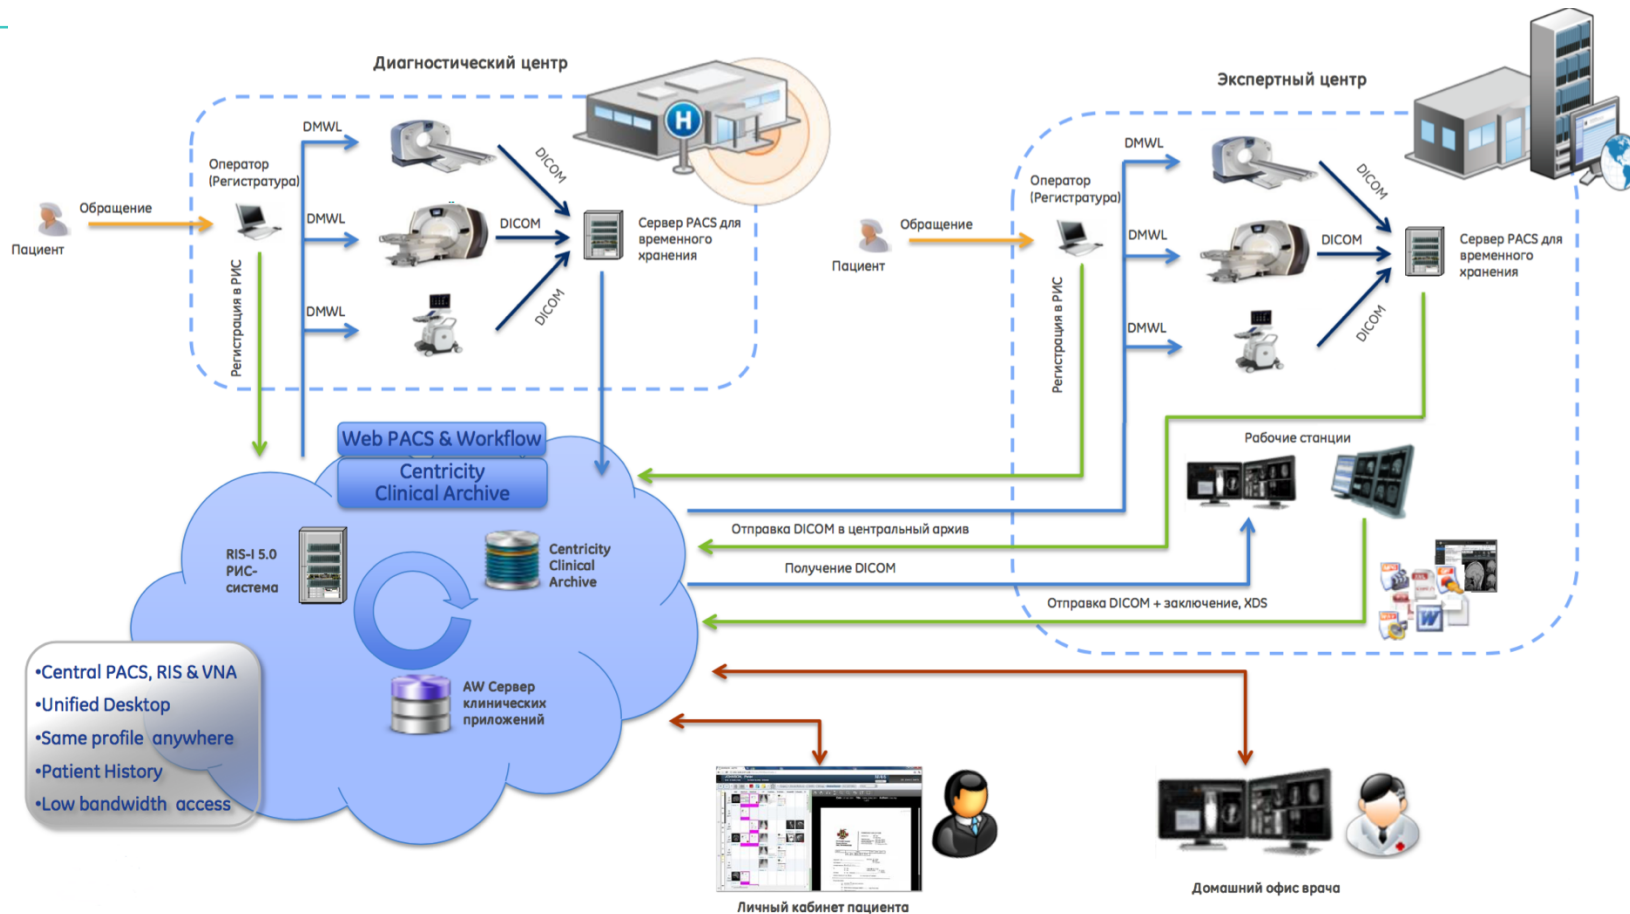 Диагностический центр
Экспертный центр
DMWL
DICOM
Оператор
(Регистратура)
Обращение
Пациент
DMWL
DICOM
Сервер PACS для
временного
хранения
DMWL
DICOM
Регистрация в РИС
DMWL
DICOM
Оператор
(Регистратура)
Обращение
Пациент
DMWL
DICOM
Сервер PACS для
временного
хранения
DMWL
DICOM
Регистрация в РИС
H
Web PACS & Workflow
Centricity
Clinical Archive
RIS-I 5.0
РИС-
система
Centricity
Clinical
Archive
AW Сервер
клинических
приложений
Рабочие станции
Отправка DICOM в центральный архив
Получение DICOM
Отправка DICOM + заключение, XDS
•Central PACS, RIS & VNA
•Unified Desktop
•Same profile anywhere
•Patient History
•Low bandwidth access
W
Личный кабинет пациента
Домашний офис врача